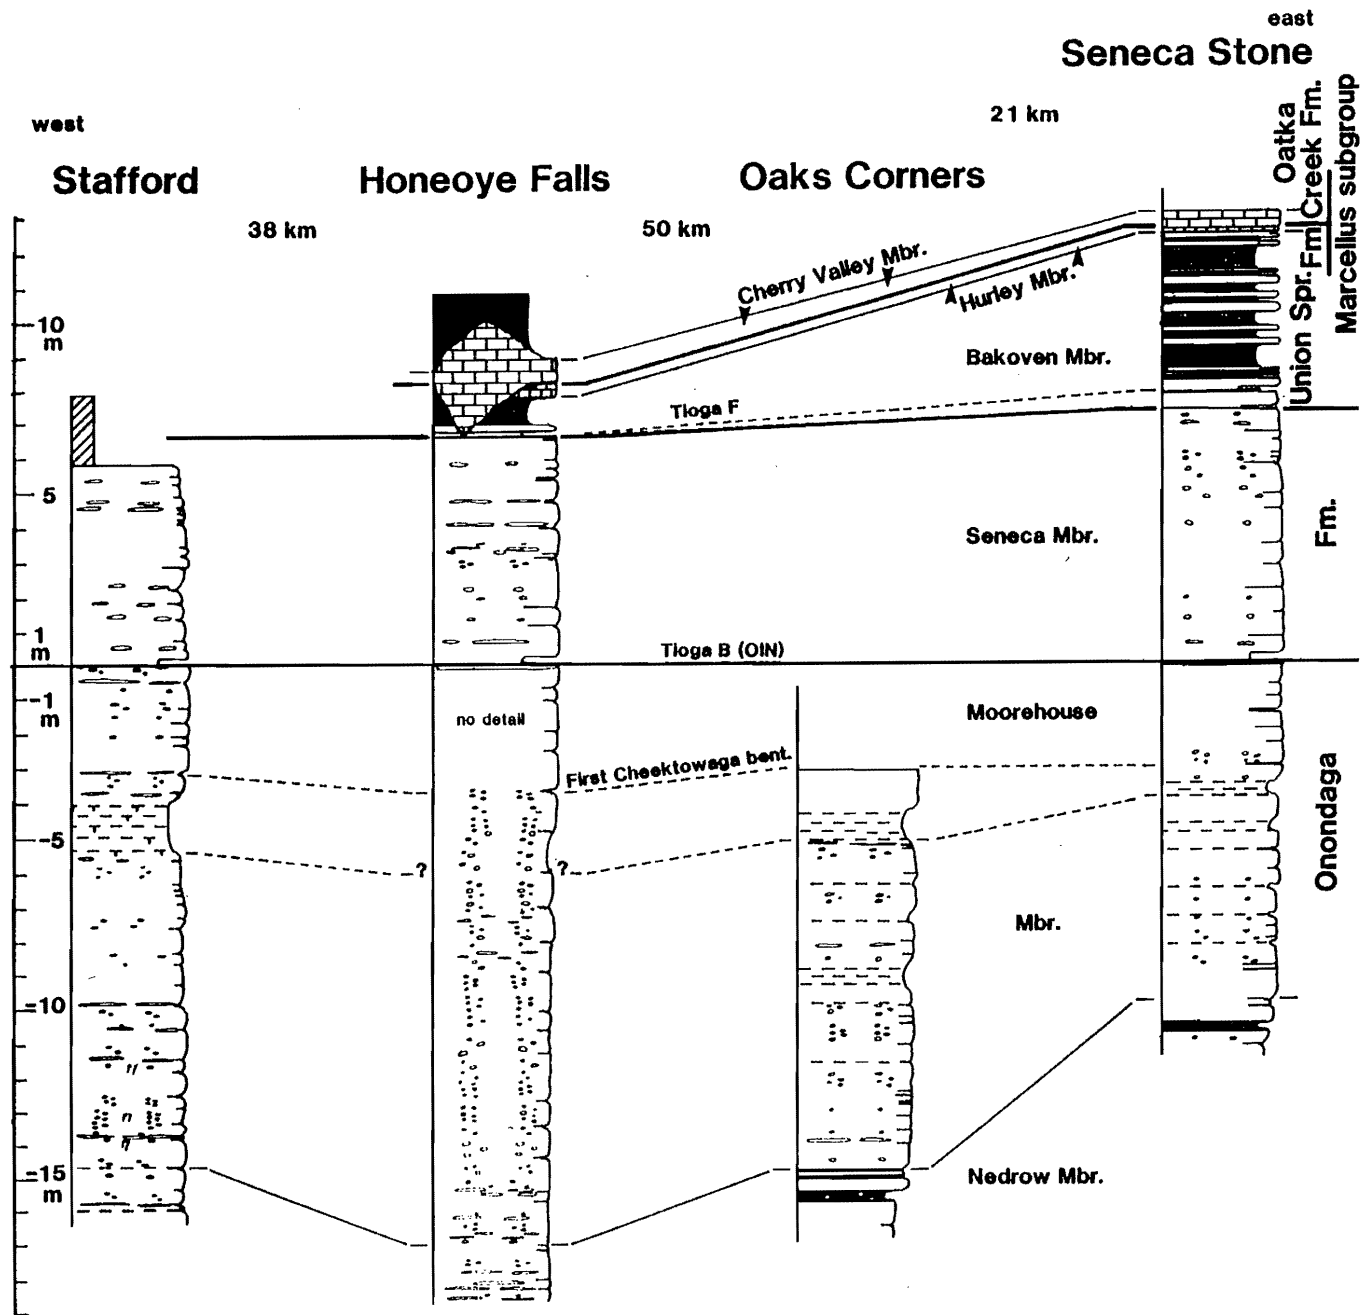 east
Seneca Stone
21 km
west
Stafford
Honeoye Falls
Oaks Corners
38 km
50 km
Oatka
Creek Fm.
Union Spr. Fm
Marcellus subgroup
Cherry Valley Mbr.
Hurley Mbr.
10
m
Bakoven Mbr.
Tioga F
5
Seneca Mbr.
Fm.
1
m
Tioga B (OIN)
-1
m
no detail
Moorehouse
First Cheektowaga bent.
-5
?
?
Onondaga
Mbr.
-10
-15
m
Nedrow Mbr.